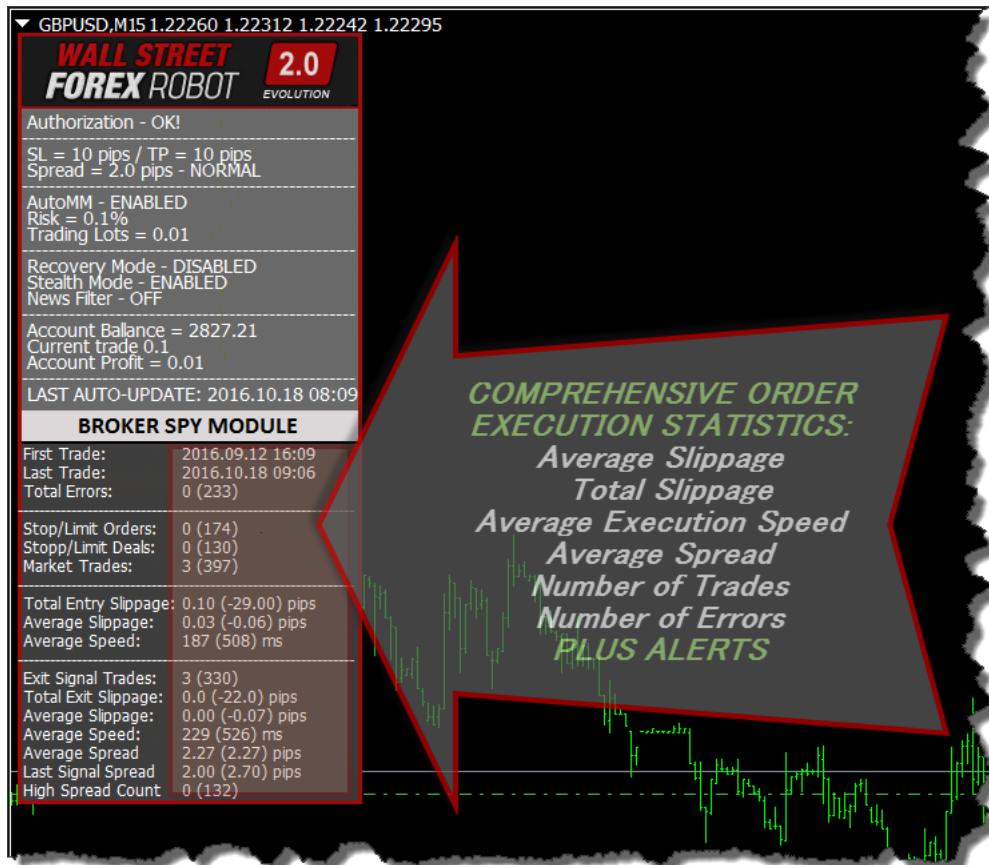 GBPUSD,M15 1.22260 1.22312 1.22242 1.22295
WALL STREET
FOREX ROBOT
2.0
EVOLUTION
Authorization - OK!
SL = 10 pips / TP = 10 pips
Spread = 2.0 pips - NORMAL
AutoMM - ENABLED
Risk = 0.1%
Trading Lots = 0.01
Recovery Mode - DISABLED
Stealth Mode - ENABLED
News Filter - OFF
Account Ballance = 2827.21
Current trade 0.1
Account Profit = 0.01
LAST AUTO-UPDATE: 2016.10.18 08:09
BROKER SPY MODULE
First Trade: 2016.09.12 16:09
Last Trade: 2016.10.18 09:06
Total Errors: 0 (233)
Stop/Limit Orders: 0 (174)
Stopp/Limit Deals: 0 (130)
Market Trades: 3 (397)
Total Entry Slippage: 0.10 (-29.00) pips
Average Slippage: 0.03 (-0.06) pips
Average Speed: 187 (508) ms
Exit Signal Trades: 3 (330)
Total Exit Slippage: 0.0 (-22.0) pips
Average Slippage: 0.00 (-0.07) pips
Average Speed: 229 (526) ms
Average Spread 2.27 (2.27) pips
Last Signal Spread 2.00 (2.70) pips
High Spread Count 0 (132)
COMPREHENSIVE ORDER
EXECUTION STATISTICS:
Average Slippage
Total Slippage
Average Execution Speed
Average Spread
Number of Trades
Number of Errors
PLUS ALERTS